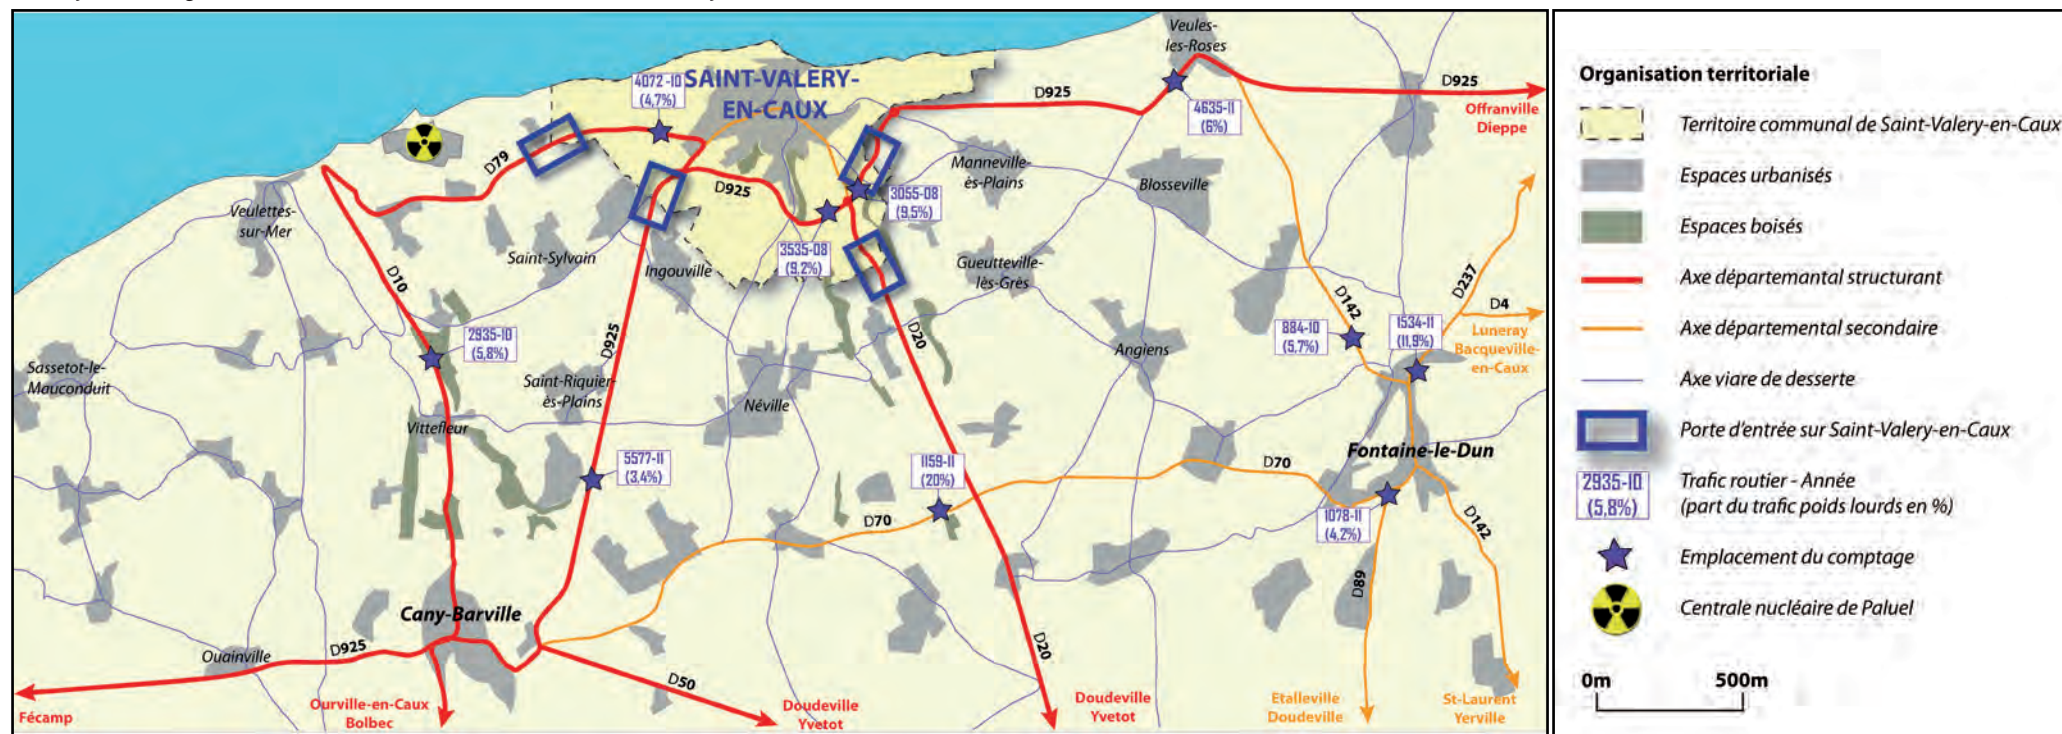 Veules-
les-Roses
4072-10
(4,7%)
SAINT-VALERY-
EN-CAUX
D925
D925
Offranville
Dieppe
4635-11
(6%)
D79
D925
Manneville-
ès-Plains
Blosseville
3055-08
(9,5%)
Veulettes-
sur-Mer
3535-08
(9,2%)
Saint-Sylvain
Ingouville
Gueutteville-
lès-Grès
D10
D237
D4
D142
884-10
(5,7%)
1534-11
(11,9%)
Luneray
Bacqueville-
en-Caux
D925
D20
2935-10
(5,8%)
Angiens
Sassetot-le-
Mauconduit
Saint-Riquier-
ès-Plains
Néville
Vittefleur
Fontaine-le-Dun
5577-11
(3,4%)
1159-11
(20%)
D70
D70
1078-11
(4,2%)
D142
D89
Cany-Barville
Ouainville
D925
D50
D20
Fécamp
Ourville-en-Caux
Bolbec
Doudeville
Yvetot
Doudeville
Yvetot
Etalleville
Doudeville
St-Laurent
Yerville
Organisation territoriale
Territoire communal de Saint-Valery-en-Caux
Espaces urbanisés
Espaces boisés
Axe départemantal structurant
Axe départemental secondaire
Axe viare de desserte
Porte d'entrée sur Saint-Valery-en-Caux
2935-10
(5,8%)
Trafic routier - Année
(part du trafic poids lourds en %)
Emplacement du comptage
Centrale nucléaire de Paluel
0m 500m